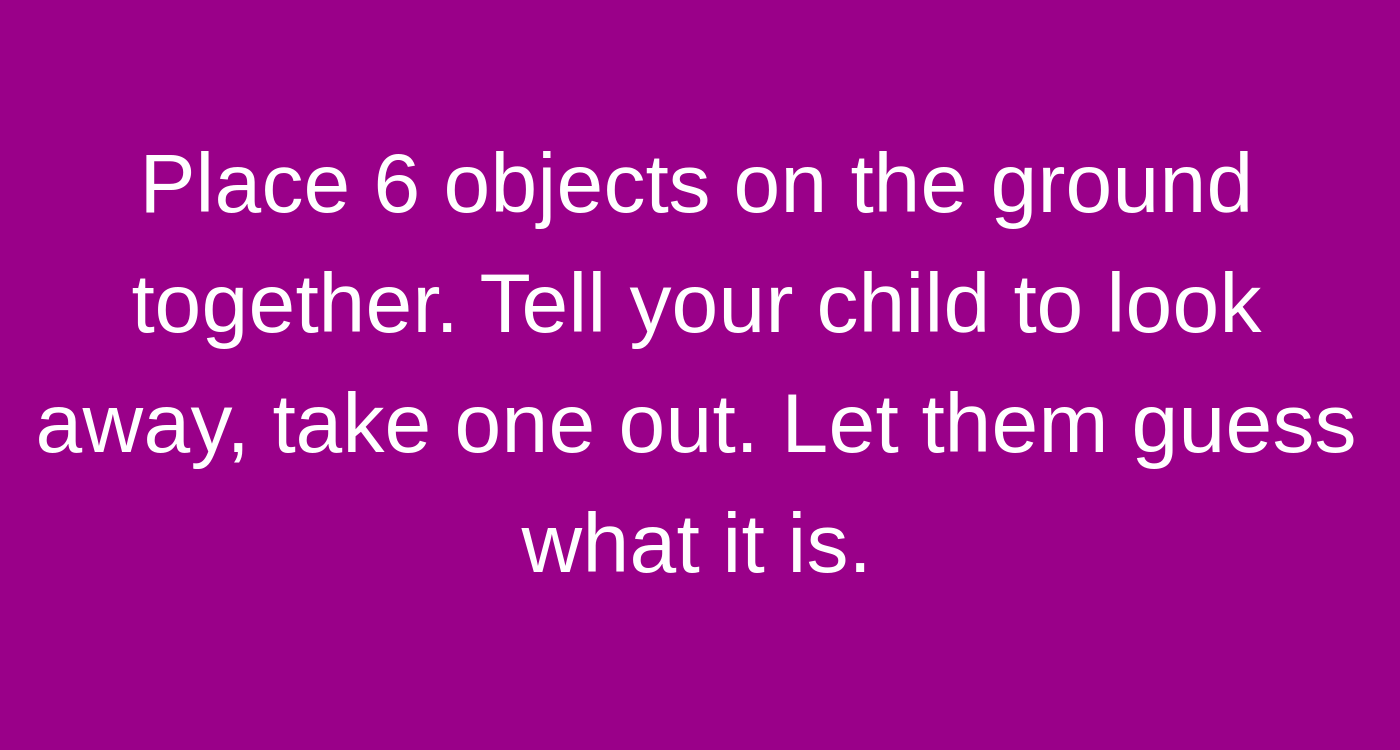 Place 6 objects on the ground
together. Tell your child to look
away, take one out. Let them guess
what it is.